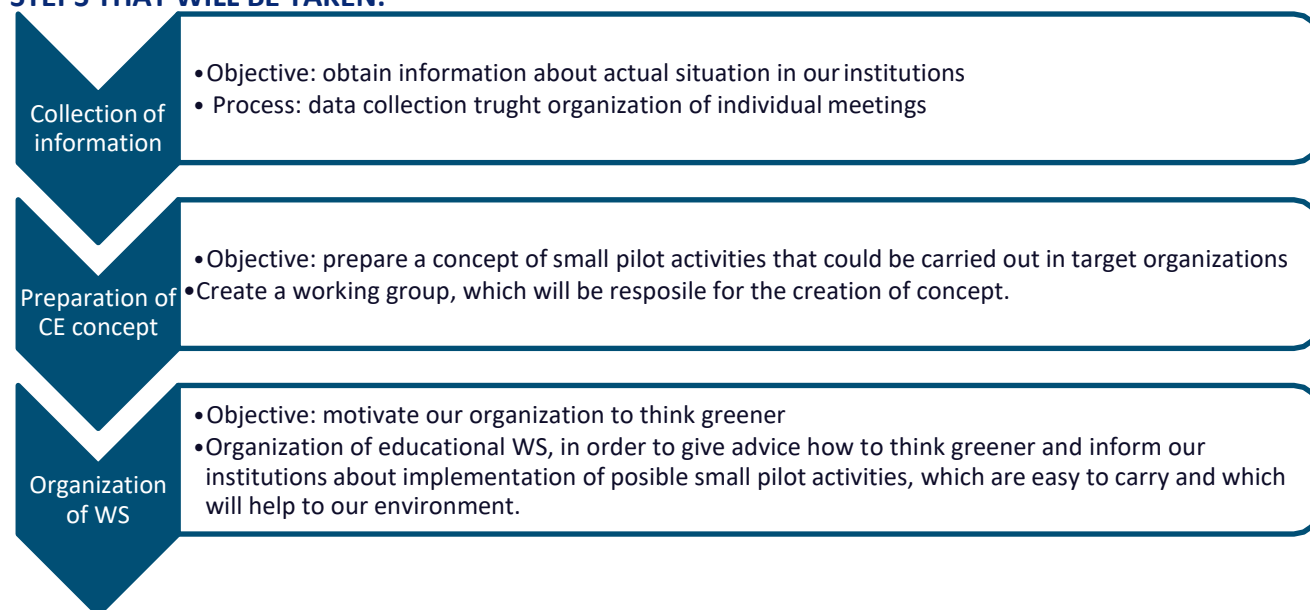 STEPS THAT WILL BE TAKEN:
Collection of
information
•Objective: obtain information about actual situation in our institutions
• Process: data collection trught organization of individual meetings
Preparation of
CE concept
•Objective: prepare a concept of small pilot activities that could be carried out in target organizations
•Create a working group, which will be resposile for the creation of concept.
Organization
of WS
•Objective: motivate our organization to think greener
•Organization of educational WS, in order to give advice how to think greener and inform our
institutions about implementation of posible small pilot activities, which are easy to carry and which
will help to our environment.